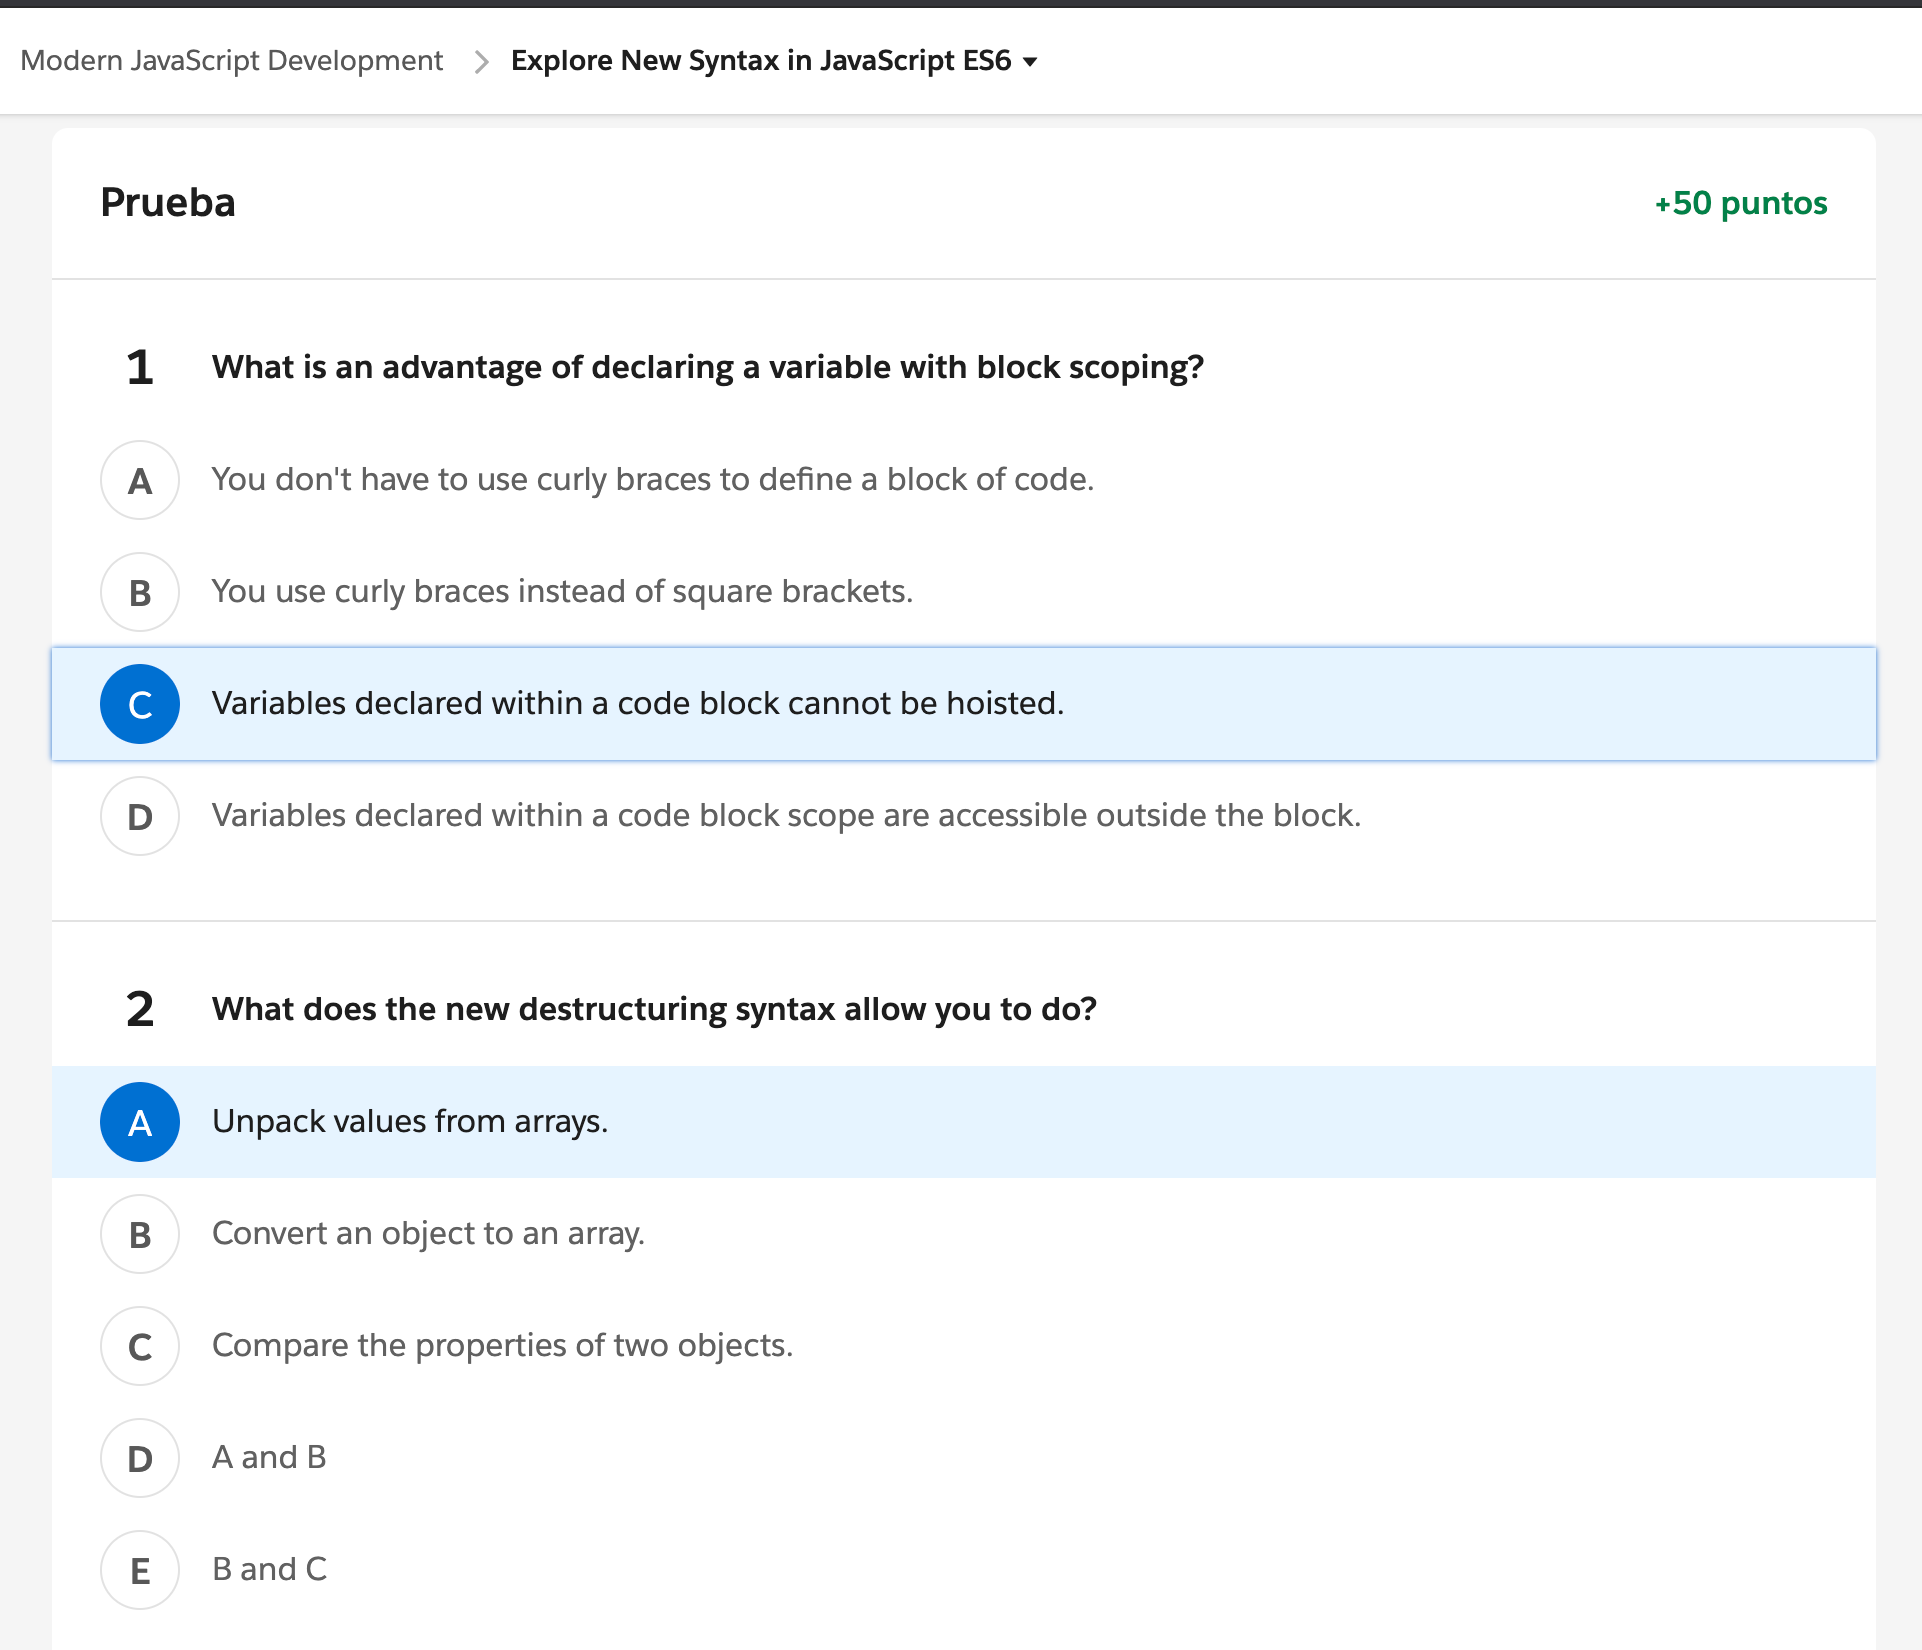 Modern JavaScript Development > Explore New Syntax in JavaScript ES6
Prueba
+50 puntos
1 What is an advantage of declaring a variable with block scoping?
A You don't have to use curly braces to define a block of code.
B You use curly braces instead of square brackets.
C Variables declared within a code block cannot be hoisted.
D Variables declared within a code block scope are accessible outside the block.
2 What does the new destructuring syntax allow you to do?
A Unpack values from arrays.
B Convert an object to an array.
C Compare the properties of two objects.
D A and B
E B and C